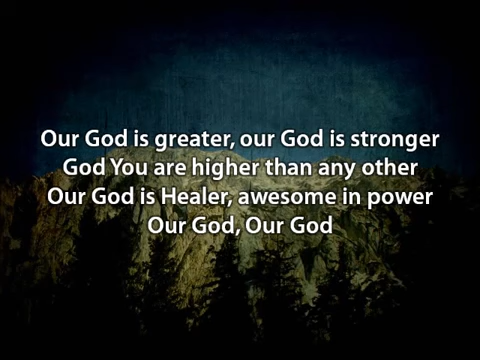 Our God is greater, our God is stronger
God You are higher than any other
Our God is Healer, awesome in power
Our God, Our God